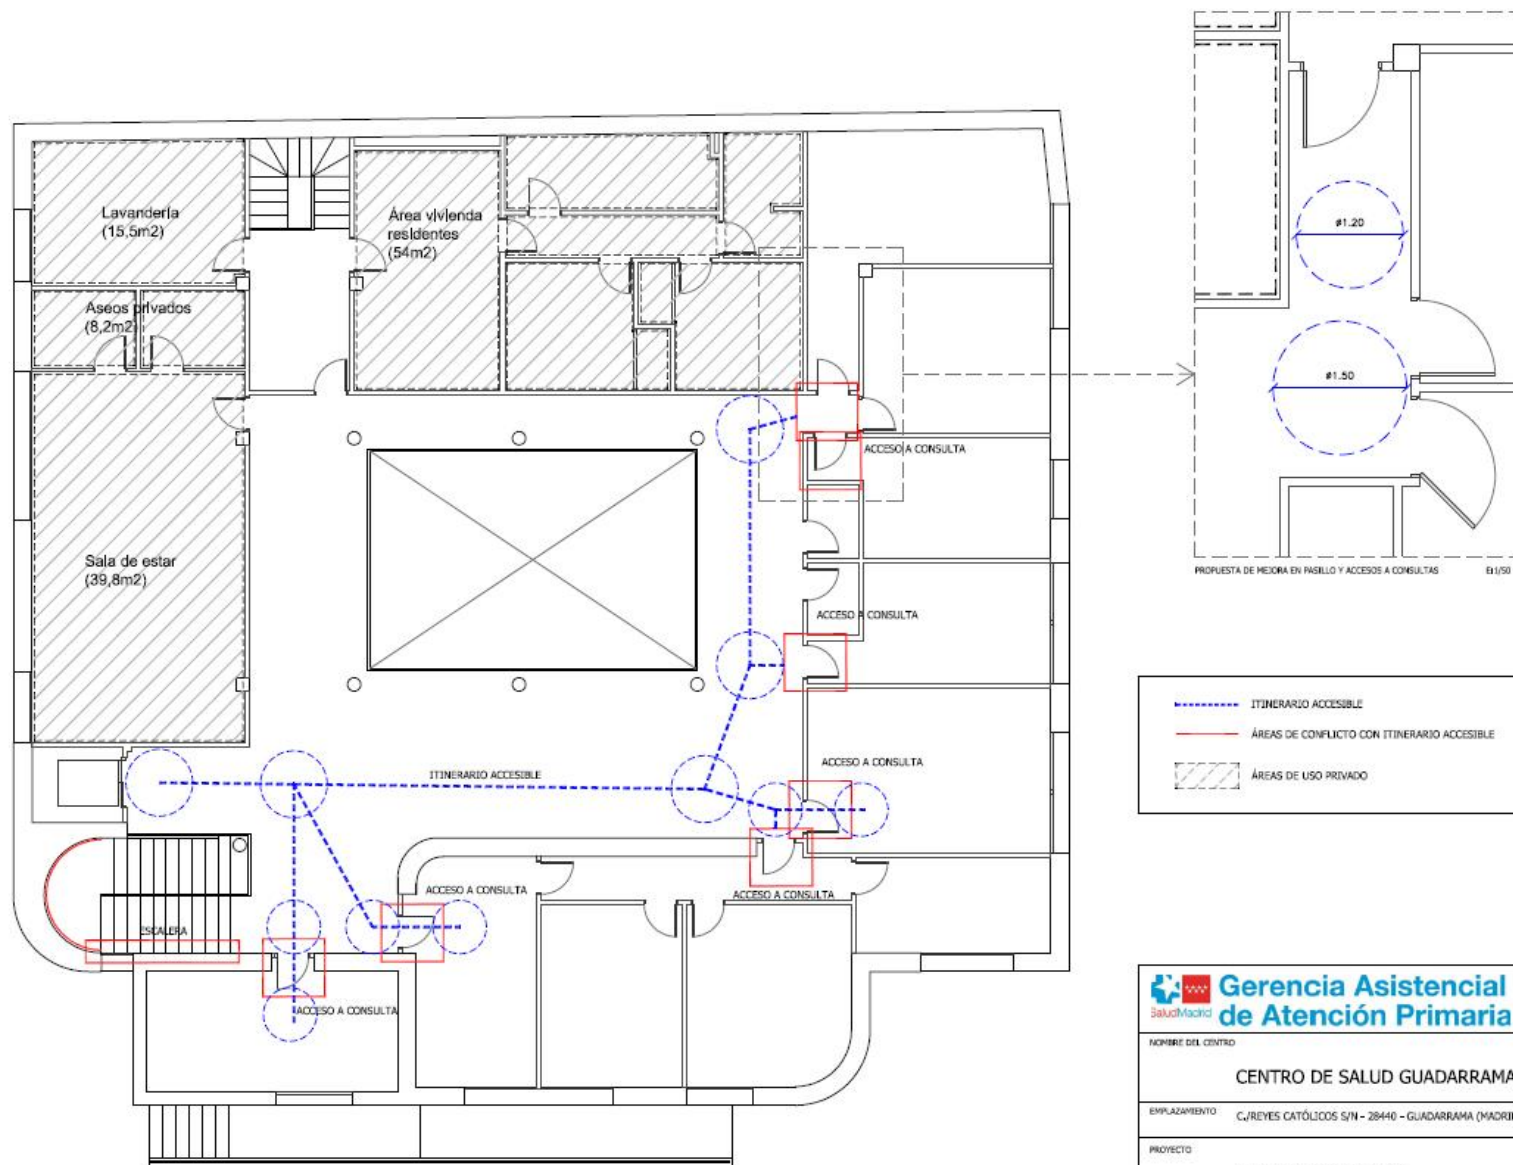 Lavandería
(15,5m2)
Área vivienda
residentes
(54m2)
Aseos privados
(8,2m2)
Sala de estar
(39,8m2)
ACCESO A CONSULTA
ACCESO A CONSULTA
ACCESO A CONSULTA
ITINERARIO ACCESIBLE
ACCESO A CONSULTA
ACCESO A CONSULTA
ESCALERA
ACCESO A CONSULTA
ø1.20
ø1.50
PROPUESTA DE MEJORA EN PASILLO Y ACCESOS A CONSULTAS E:1/50
ITINERARIO ACCESIBLE
ÁREAS DE CONFLICTO CON ITINERARIO ACCESIBLE
ÁREAS DE USO PRIVADO
SaludMadrid
Gerencia Asistencial
de Atención Primaria
NOMBRE DEL CENTRO
CENTRO DE SALUD GUADARRAMA
EMPLAZAMIENTO C./REYES CATÓLICOS S/N - 28440 - GUADARRAMA (MADRI
PROYECTO